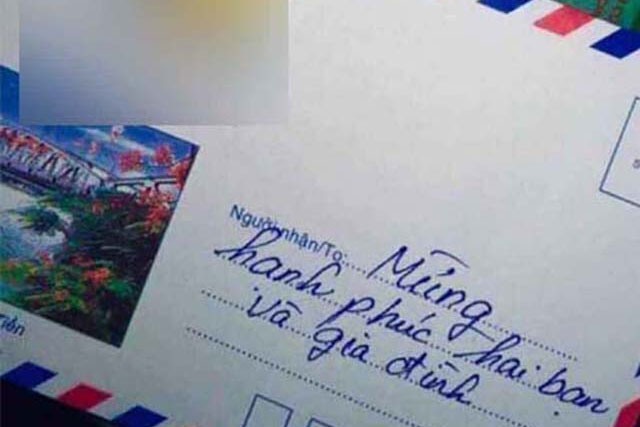 Người nhận/To: Mừng
hạnh phúc hai bạn
và gia đình